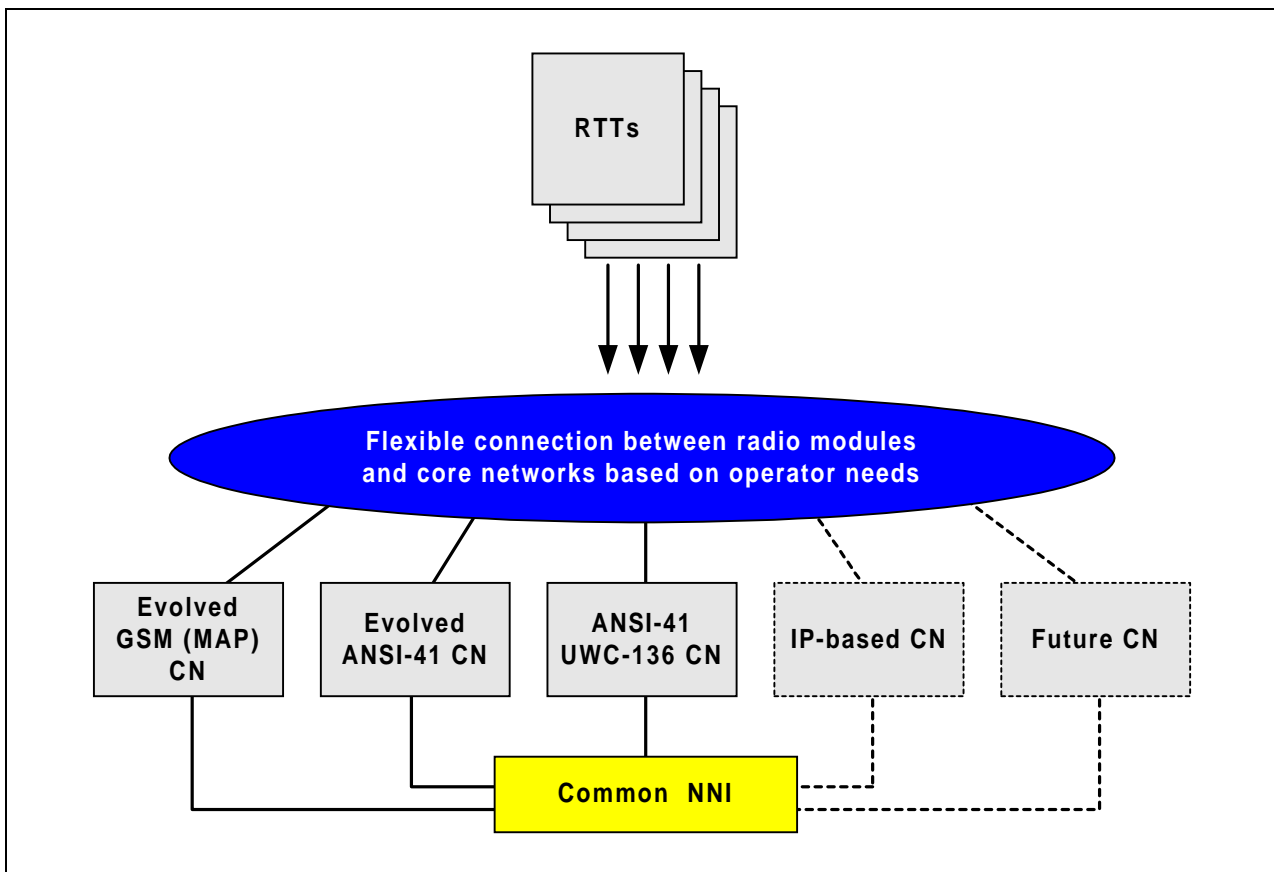 RTTs
Flexible connection between radio modules
and core networks based on operator needs
Evolved
GSM (MAP)
CN
Evolved
ANSI-41 CN
ANSI-41
UWC-136 CN
IP-based CN
Future CN
Common NNI